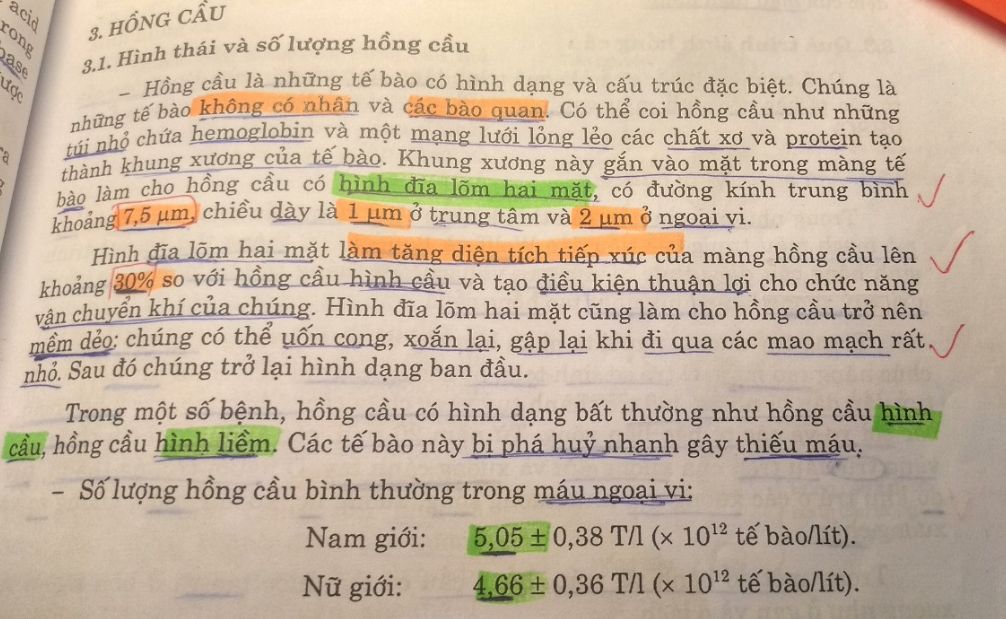 acid
rong
base
ược
3. HỒNG CẦU
3.1. Hình thái và số lượng hồng cầu
– Hồng cầu là những tế bào có hình dạng và cấu trúc đặc biệt. Chúng là
những tế bào không có nhân và các bào quan. Có thể coi hồng cầu như những
túi nhỏ chứa hemoglobin và một mạng lưới lỏng lẻo các chất xơ và protein tạo
thành khung xương của tế bào. Khung xương này gắn vào mặt trong màng tế
bào làm cho hồng cầu có hình đĩa lõm hai mặt, có đường kính trung bình
khoảng 7,5 μm, chiều dày là 1 μm ở trung tâm và 2 μm ở ngoại vi.
Hình đĩa lõm hai mặt làm tăng diện tích tiếp xúc của màng hồng cầu lên
khoảng 30% so với hồng cầu hình cầu và tạo điều kiện thuận lợi cho chức năng
vận chuyển khí của chúng. Hình đĩa lõm hai mặt cũng làm cho hồng cầu trở nên
mềm dẻo; chúng có thể uốn cong, xoắn lại, gập lại khi đi qua các mao mạch rất
nhỏ. Sau đó chúng trở lại hình dạng ban đầu.
Trong một số bệnh, hồng cầu có hình dạng bất thường như hồng cầu hình
cầu, hồng cầu hình liềm. Các tế bào này bị phá huỷ nhanh gây thiếu máu.
– Số lượng hồng cầu bình thường trong máu ngoại vi:
Nam giới: 5,05 ± 0,38 T/l (× 10¹² tế bào/lít).
Nữ giới: 4,66 ± 0,36 T/l (× 10¹² tế bào/lít).